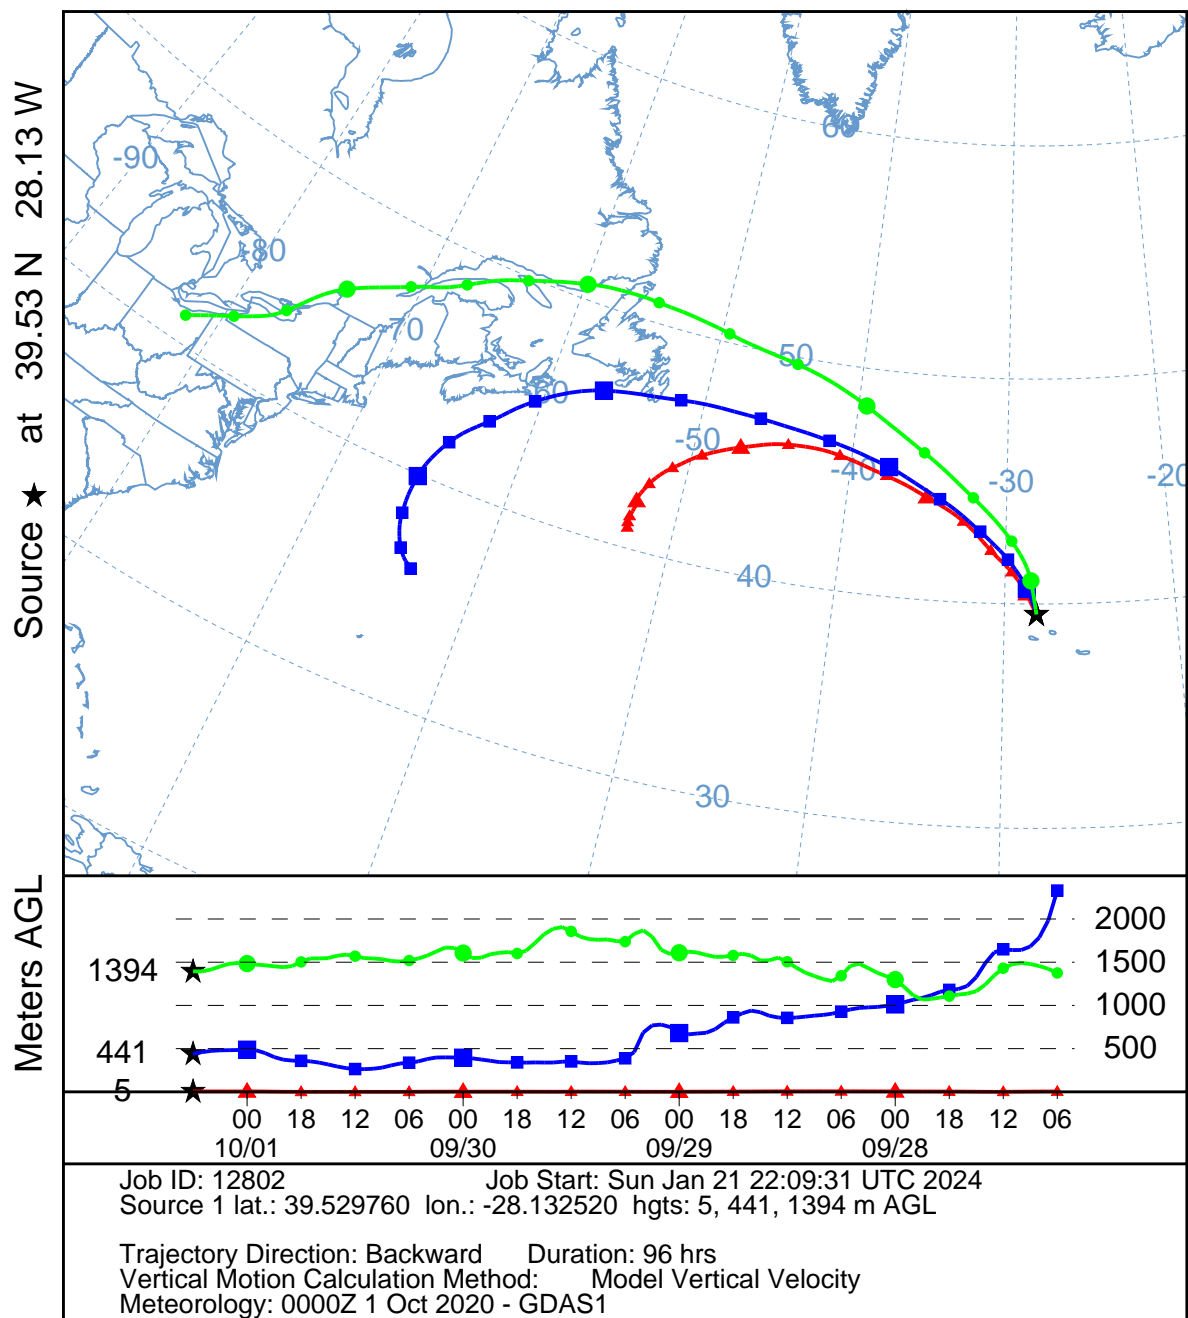 Source ★ at 39.53 N 28.13 W
60
-90
-80
70
50
-60
-50
-40
-30
-20
40
30
Meters AGL
2000
1394
1500
1000
441
500
5
00 18 12 06 00 18 12 06 00 18 12 06 00 18 12 06
10/01 09/30 09/29 09/28
Job ID: 12802 Job Start: Sun Jan 21 22:09:31 UTC 2024
Source 1 lat.: 39.529760 lon.: -28.132520 hgts: 5, 441, 1394 m AGL
Trajectory Direction: Backward Duration: 96 hrs
Vertical Motion Calculation Method: Model Vertical Velocity
Meteorology: 0000Z 1 Oct 2020 - GDAS1